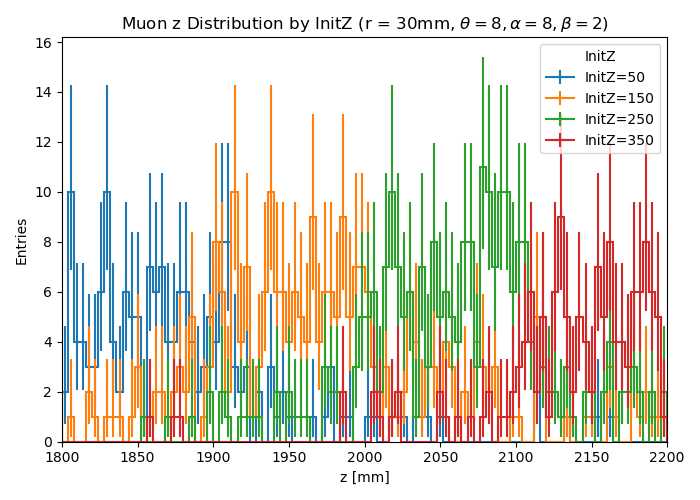 Muon z Distribution by InitZ (r = 30mm, θ = 8, α = 8, β = 2)
16
14
12
10
8
6
4
2
0
Entries
InitZ
InitZ=50
InitZ=150
InitZ=250
InitZ=350
1800 1850 1900 1950 2000 2050 2100 2150 2200
z [mm]